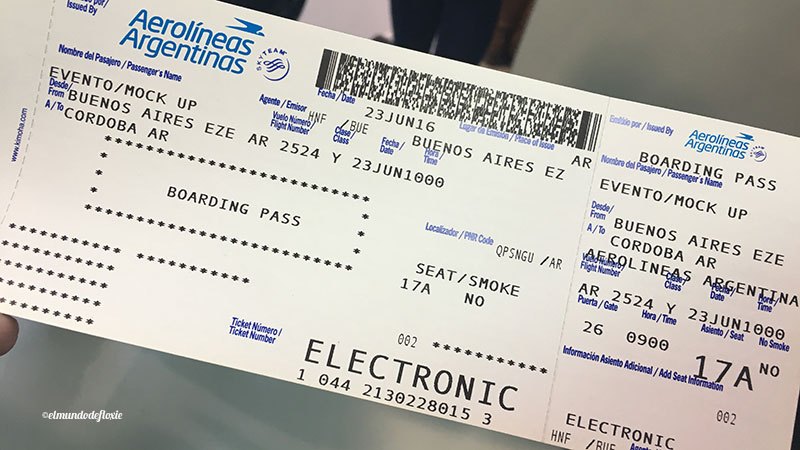 Issued By
Aerolíneas
Argentinas
SKYTEAM
Nombre del Pasajero / Passenger's Name
EVENTO/MOCK UP
Desde/
From
BUENOS AIRES EZE AR 2524 Y 23JUN1000
A / To
CORDOBA AR
Agente / Emisor
HNF /BUE
Fecha / Date
23JUN16
Lugar de Emisión / Place of Issue
BUENOS AIRES EZ AR
Vuelo Número/
Flight Number
Clase/
Class
Fecha/
Date
Hora/
Time
**********************
BOARDING PASS
**********************
Localizador / PNR Code
QPSNGU /AR
SEAT/SMOKE
17A NO
Ticket Número /
Ticket Number
002 ***********
ELECTRONIC
1 044 2130228015 3
www.kimoha.com
©elmundodefloxie
Emitido por / Issued By
Aerolíneas
Argentinas
BOARDING PASS
Nombre del Pasajero / Passenger's Name
EVENTO/MOCK UP
Desde/
From
BUENOS AIRES EZE
A / To
CORDOBA AR
AEROLINEAS ARGENTINA
Vuelo Número/
Flight Number
Clase/
Class
Fecha/
Date
Hora/
Time
AR 2524 Y 23JUN1000
Puerta / Gate
Hora / Time
Asiento / Seat
No Smoke
26 0900 17A NO
Información Asiento Adicional / Add Seat Information
002
ELECTRONIC
HNF /BUE